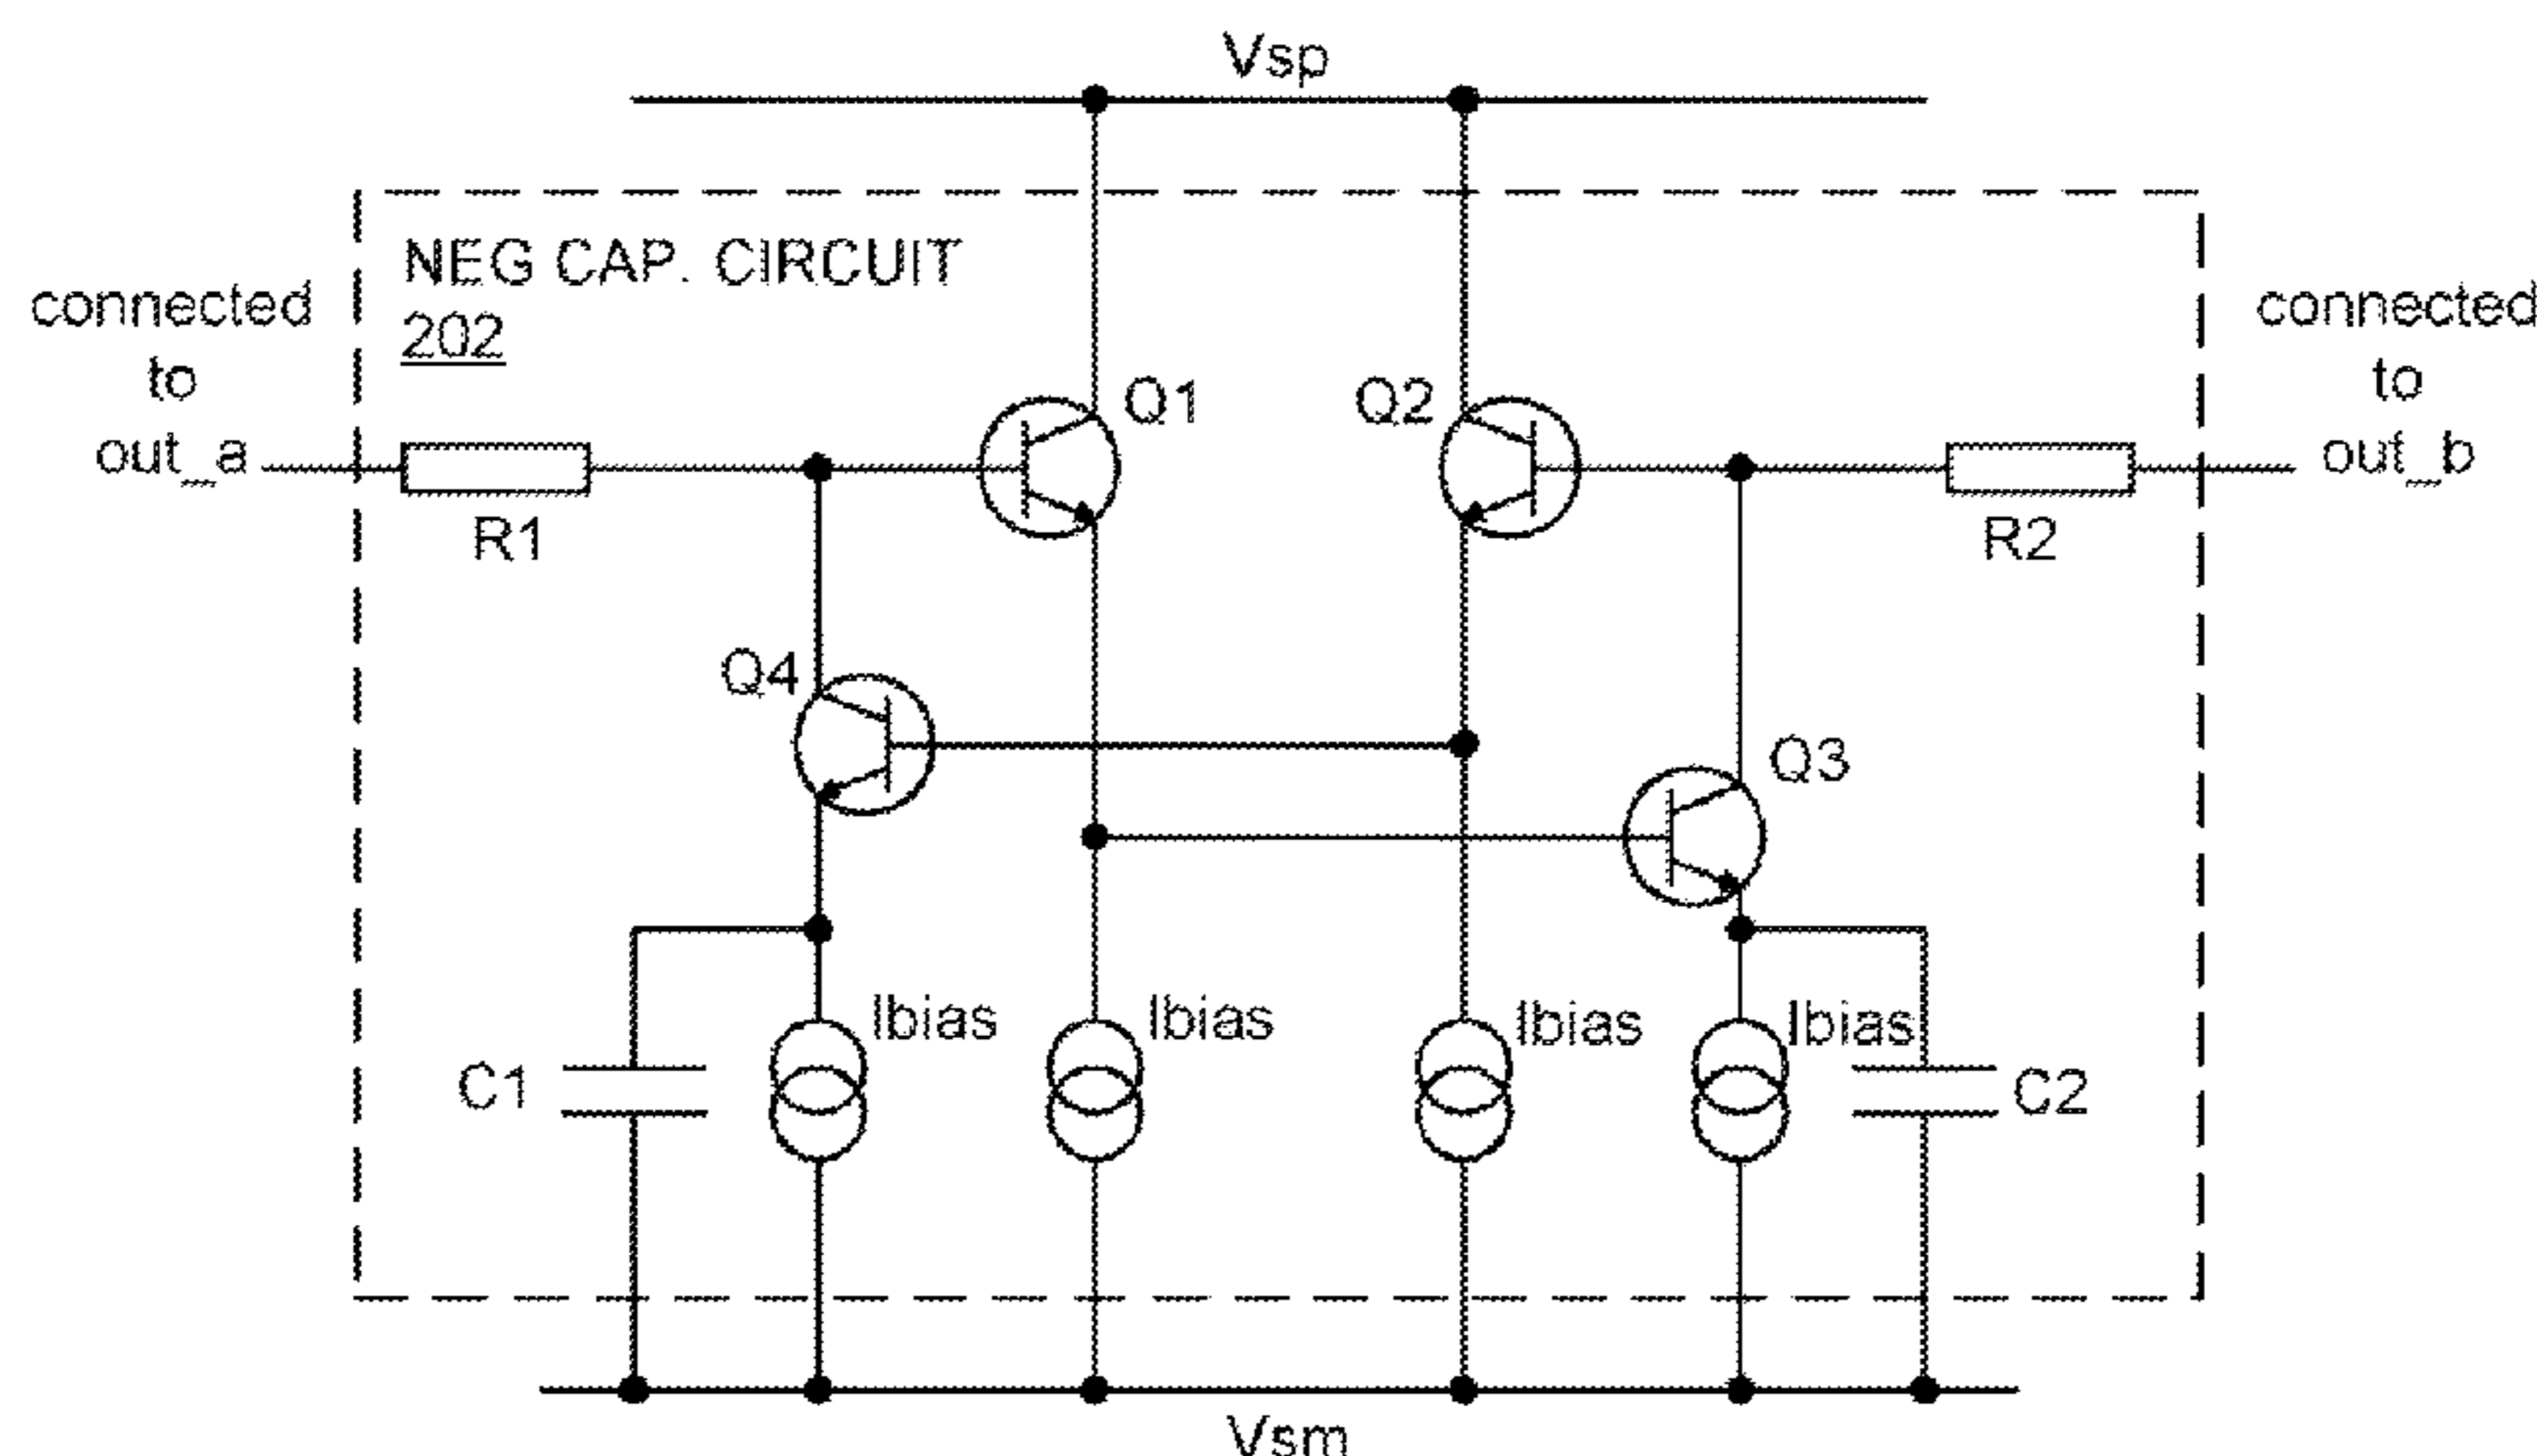 Vsp
NEG CAP. CIRCUIT
202
connected
to
out_a
connected
to
out_b
Q1
Q2
R1
R2
Q4
Q3
Ibias
Ibias
Ibias
Ibias
C1
C2
Vsm